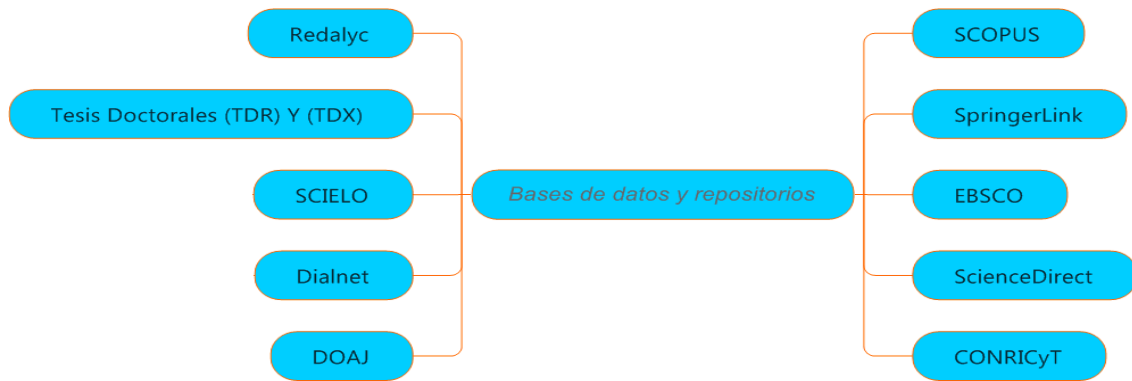 Redalyc
Tesis Doctorales (TDR) Y (TDX)
SCIELO
Dialnet
DOAJ
Bases de datos y repositorios
SCOPUS
SpringerLink
EBSCO
ScienceDirect
CONRICyT